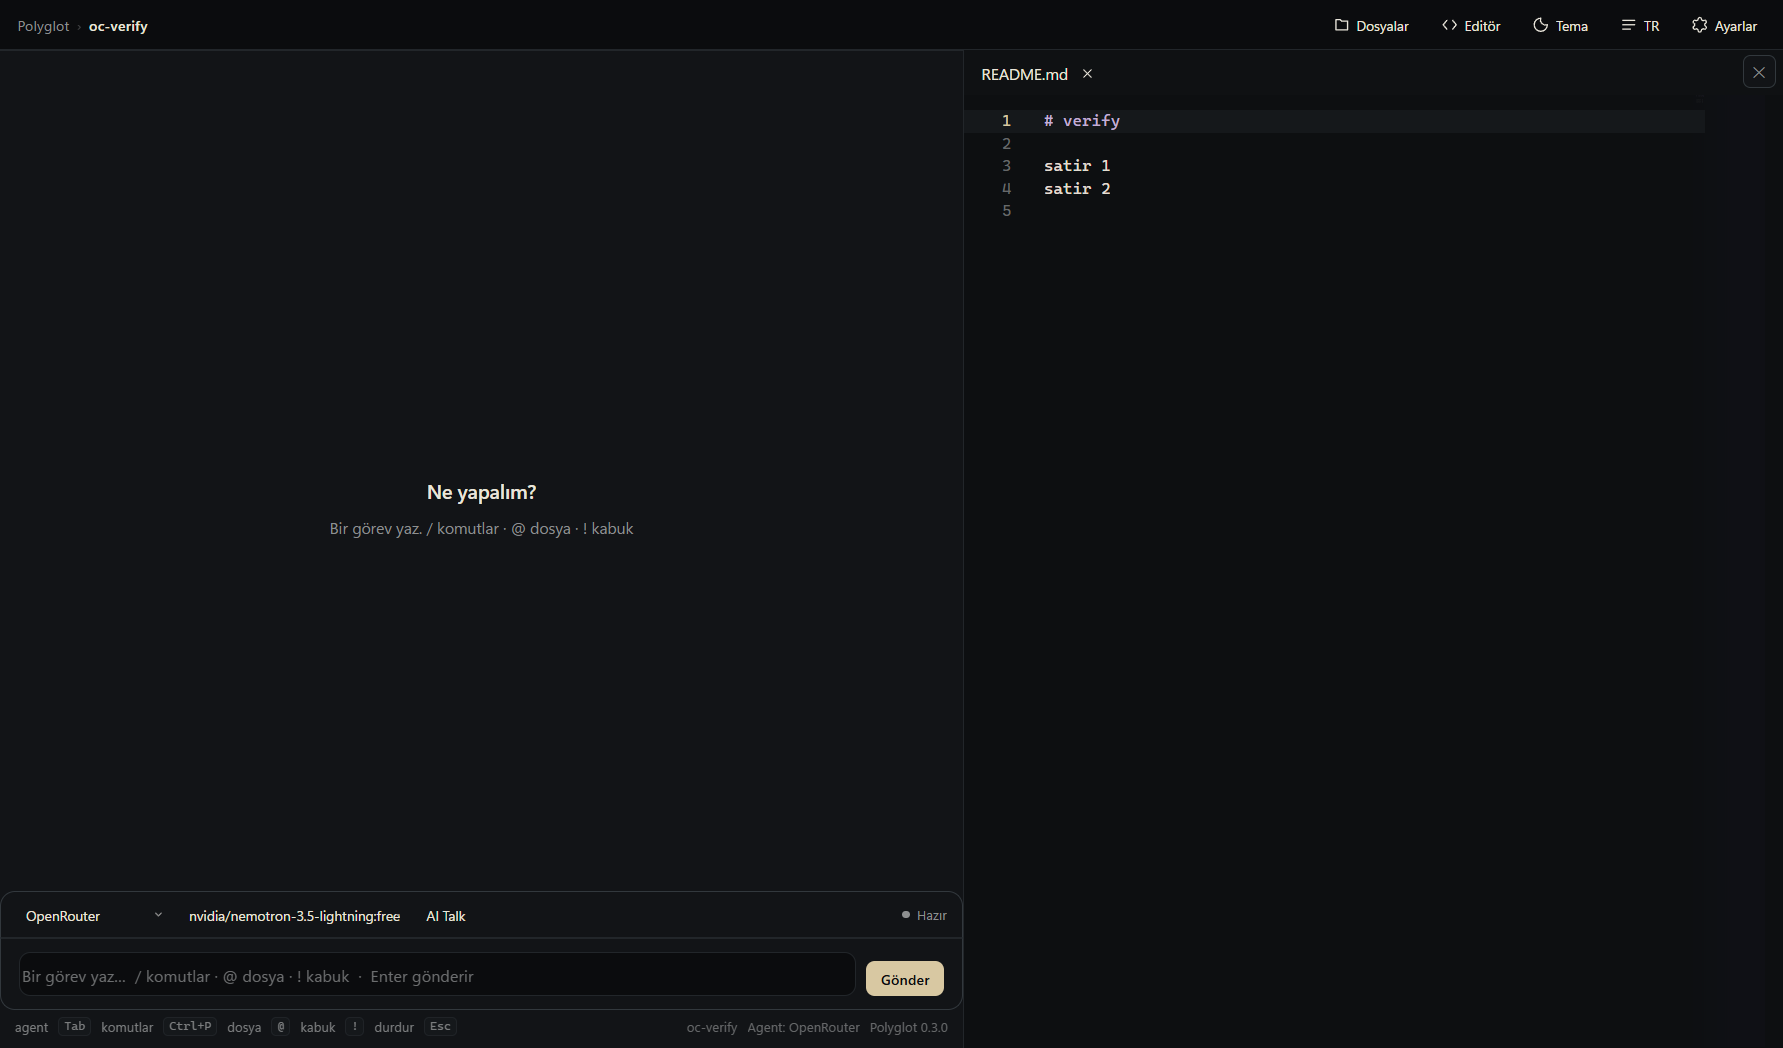 Polyglot › oc-verify
Dosyalar
Editör
Tema
TR
Ayarlar
README.md ×
1 # verify
2
3 satir 1
4 satir 2
5
Ne yapalım?
Bir görev yaz. / komutlar · @ dosya · ! kabuk
OpenRouter nvidia/nemotron-3.5-lightning:free AI Talk Hazır
Bir görev yaz... / komutlar · @ dosya · ! kabuk · Enter gönderir
Gönder
agent Tab komutlar Ctrl+P dosya @ kabuk ! durdur Esc
oc-verify Agent: OpenRouter Polyglot 0.3.0